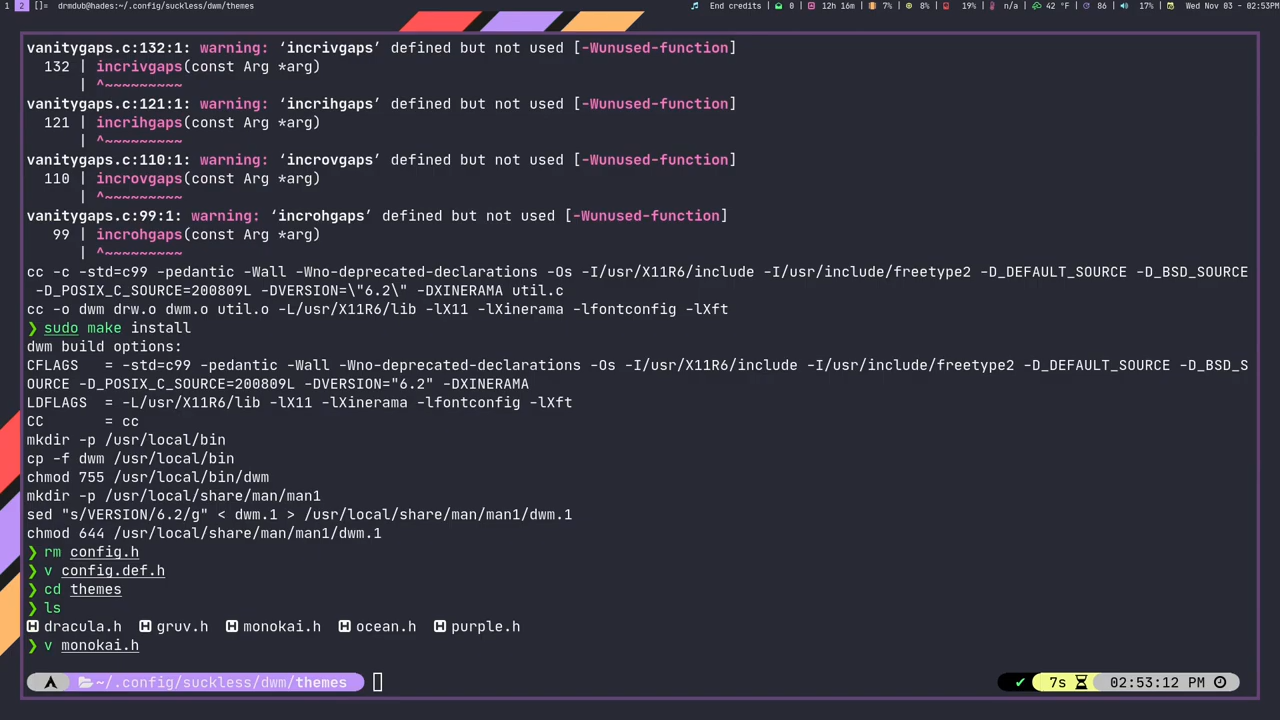 1 2 []= drmdub@hades:~/.config/suckless/dwm/themes End credits 0 12h 16m 7% 8% 19% n/a 42 °F 86 17% Wed Nov 03 - 02:53PM
vanitygaps.c:132:1: warning: ‘incrivgaps’ defined but not used [-Wunused-function]
132 | incrivgaps(const Arg *arg)
| ^~~~~~~~~~
vanitygaps.c:121:1: warning: ‘incrihgaps’ defined but not used [-Wunused-function]
121 | incrihgaps(const Arg *arg)
| ^~~~~~~~~~
vanitygaps.c:110:1: warning: ‘incrovgaps’ defined but not used [-Wunused-function]
110 | incrovgaps(const Arg *arg)
| ^~~~~~~~~~
vanitygaps.c:99:1: warning: ‘incrohgaps’ defined but not used [-Wunused-function]
99 | incrohgaps(const Arg *arg)
| ^~~~~~~~~~
cc -c -std=c99 -pedantic -Wall -Wno-deprecated-declarations -Os -I/usr/X11R6/include -I/usr/include/freetype2 -D_DEFAULT_SOURCE -D_BSD_SOURCE
-D_POSIX_C_SOURCE=200809L -DVERSION=\"6.2\" -DXINERAMA util.c
cc -o dwm drw.o dwm.o util.o -L/usr/X11R6/lib -lX11 -lXinerama -lfontconfig -lXft
❯ sudo make install
dwm build options:
CFLAGS = -std=c99 -pedantic -Wall -Wno-deprecated-declarations -Os -I/usr/X11R6/include -I/usr/include/freetype2 -D_DEFAULT_SOURCE -D_BSD_S
OURCE -D_POSIX_C_SOURCE=200809L -DVERSION="6.2" -DXINERAMA
LDFLAGS = -L/usr/X11R6/lib -lX11 -lXinerama -lfontconfig -lXft
CC = cc
mkdir -p /usr/local/bin
cp -f dwm /usr/local/bin
chmod 755 /usr/local/bin/dwm
mkdir -p /usr/local/share/man/man1
sed "s/VERSION/6.2/g" < dwm.1 > /usr/local/share/man/man1/dwm.1
chmod 644 /usr/local/share/man/man1/dwm.1
❯ rm config.h
❯ v config.def.h
❯ cd themes
❯ ls
dracula.h gruv.h monokai.h ocean.h purple.h
❯ v monokai.h
~/.config/suckless/dwm/themes ✔ 7s 02:53:12 PM